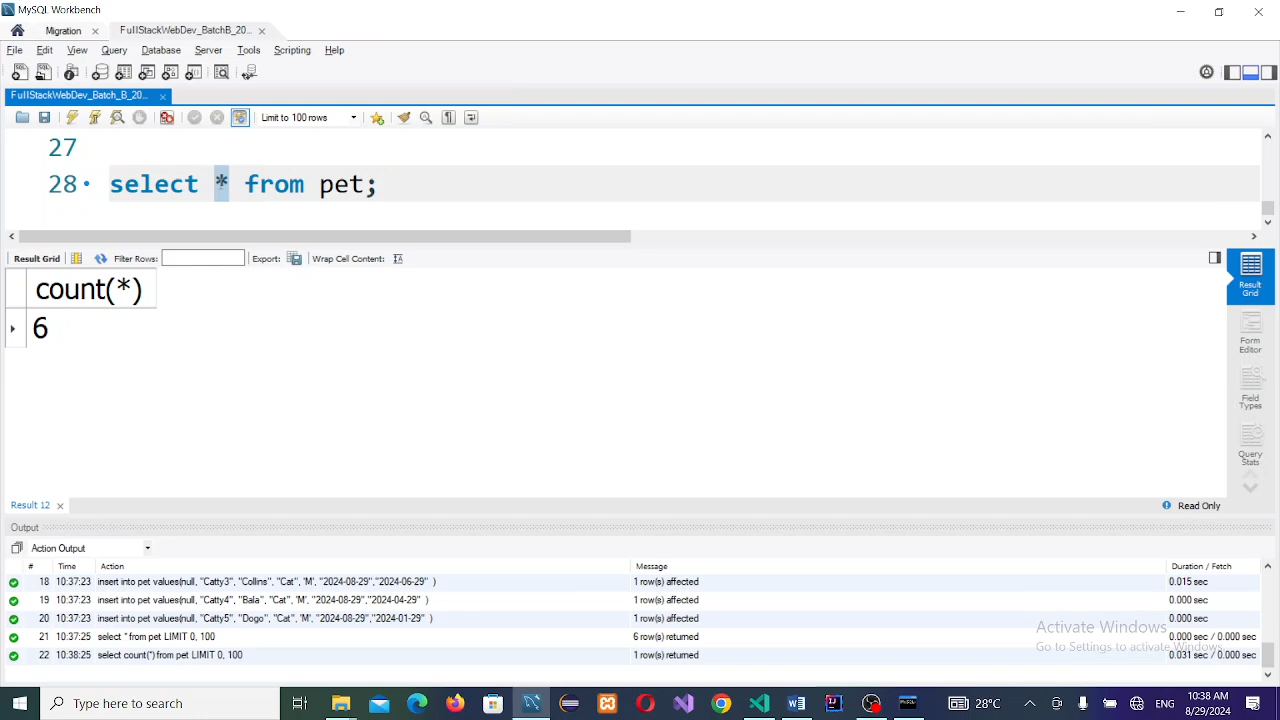 MySQL Workbench
Migration
FullStackWebDev_BatchB_20...
File Edit View Query Database Server Tools Scripting Help
FullStackWebDev_Batch_B_20...
Limit to 100 rows
27
28 select * from pet;
Result Grid Filter Rows: Export: Wrap Cell Content:
count(*)
6
Result Grid
Form Editor
Field Types
Query Stats
Result 12
Read Only
Output
Action Output
# Time Action Message Duration / Fetch
18 10:37:23 insert into pet values(null, "Catty3", "Collins", "Cat", 'M', "2024-08-29","2024-06-29" ) 1 row(s) affected 0.015 sec
19 10:37:23 insert into pet values(null, "Catty4", "Bala", "Cat", 'M', "2024-08-29","2024-04-29" ) 1 row(s) affected 0.000 sec
20 10:37:23 insert into pet values(null, "Catty5", "Dogo", "Cat", 'M', "2024-08-29","2024-01-29" ) 1 row(s) affected 0.000 sec
21 10:37:25 select * from pet LIMIT 0, 100 6 row(s) returned 0.000 sec / 0.000 sec
22 10:38:25 select count(*) from pet LIMIT 0, 100 1 row(s) returned 0.031 sec / 0.000 sec
Activate Windows
Go to Settings to activate Windows.
Type here to search
28°C
ENG
10:38 AM
8/29/2024